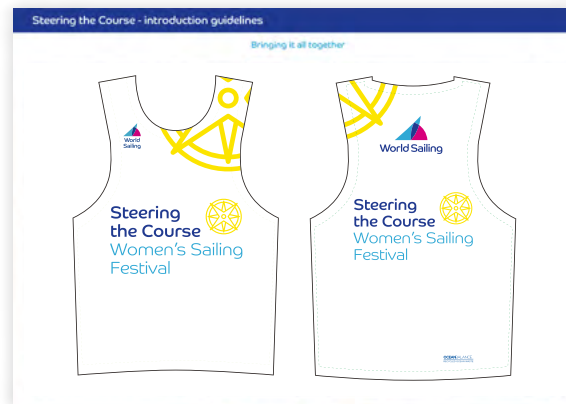 Steering the Course - introduction guidelines
Bringing it all together
World
Sailing
Steering
the Course
Women's Sailing
Festival
World Sailing
Steering
the Course
Women's Sailing
Festival